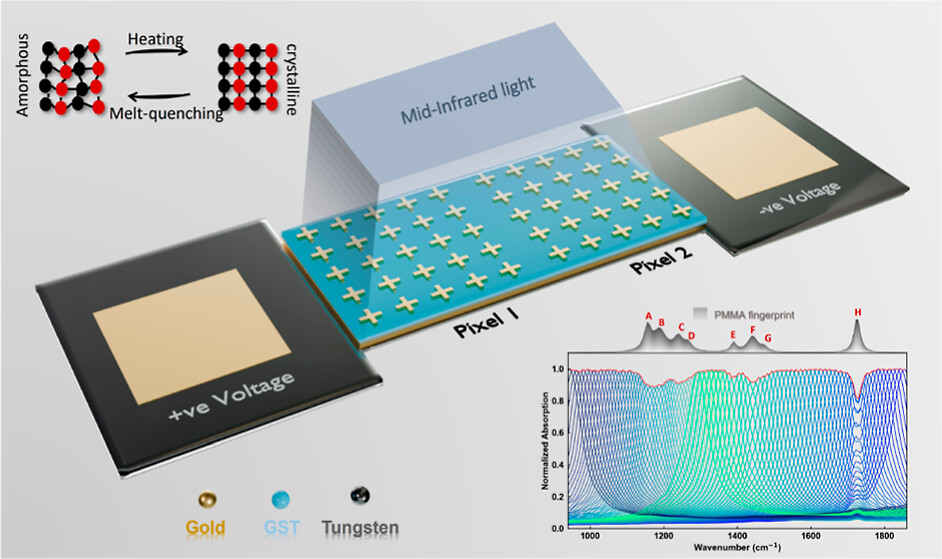 Amorphous
Heating
Melt-quenching
crystalline
Mid-Infrared light
-ve Voltage
+ve Voltage
Pixel 1
Pixel 2
Gold
GST
Tungsten
PMMA fingerprint
A
B
C
D
E
F
G
H
Normalized Absorption
1.0
0.8
0.6
0.4
0.2
0.0
1000 1200 1400 1600 1800
Wavenumber (cm⁻¹)